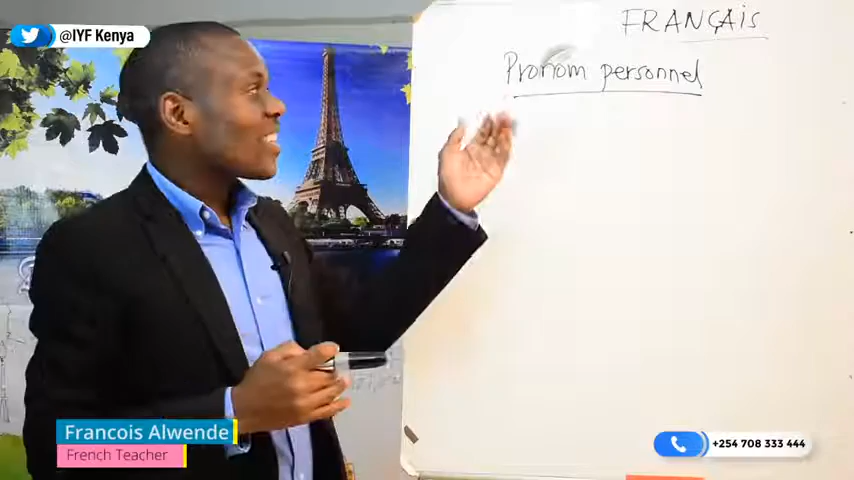 @IYF Kenya
FRANÇAIS
Pronom personnel
Francois Alwende
French Teacher
+254 708 333 444